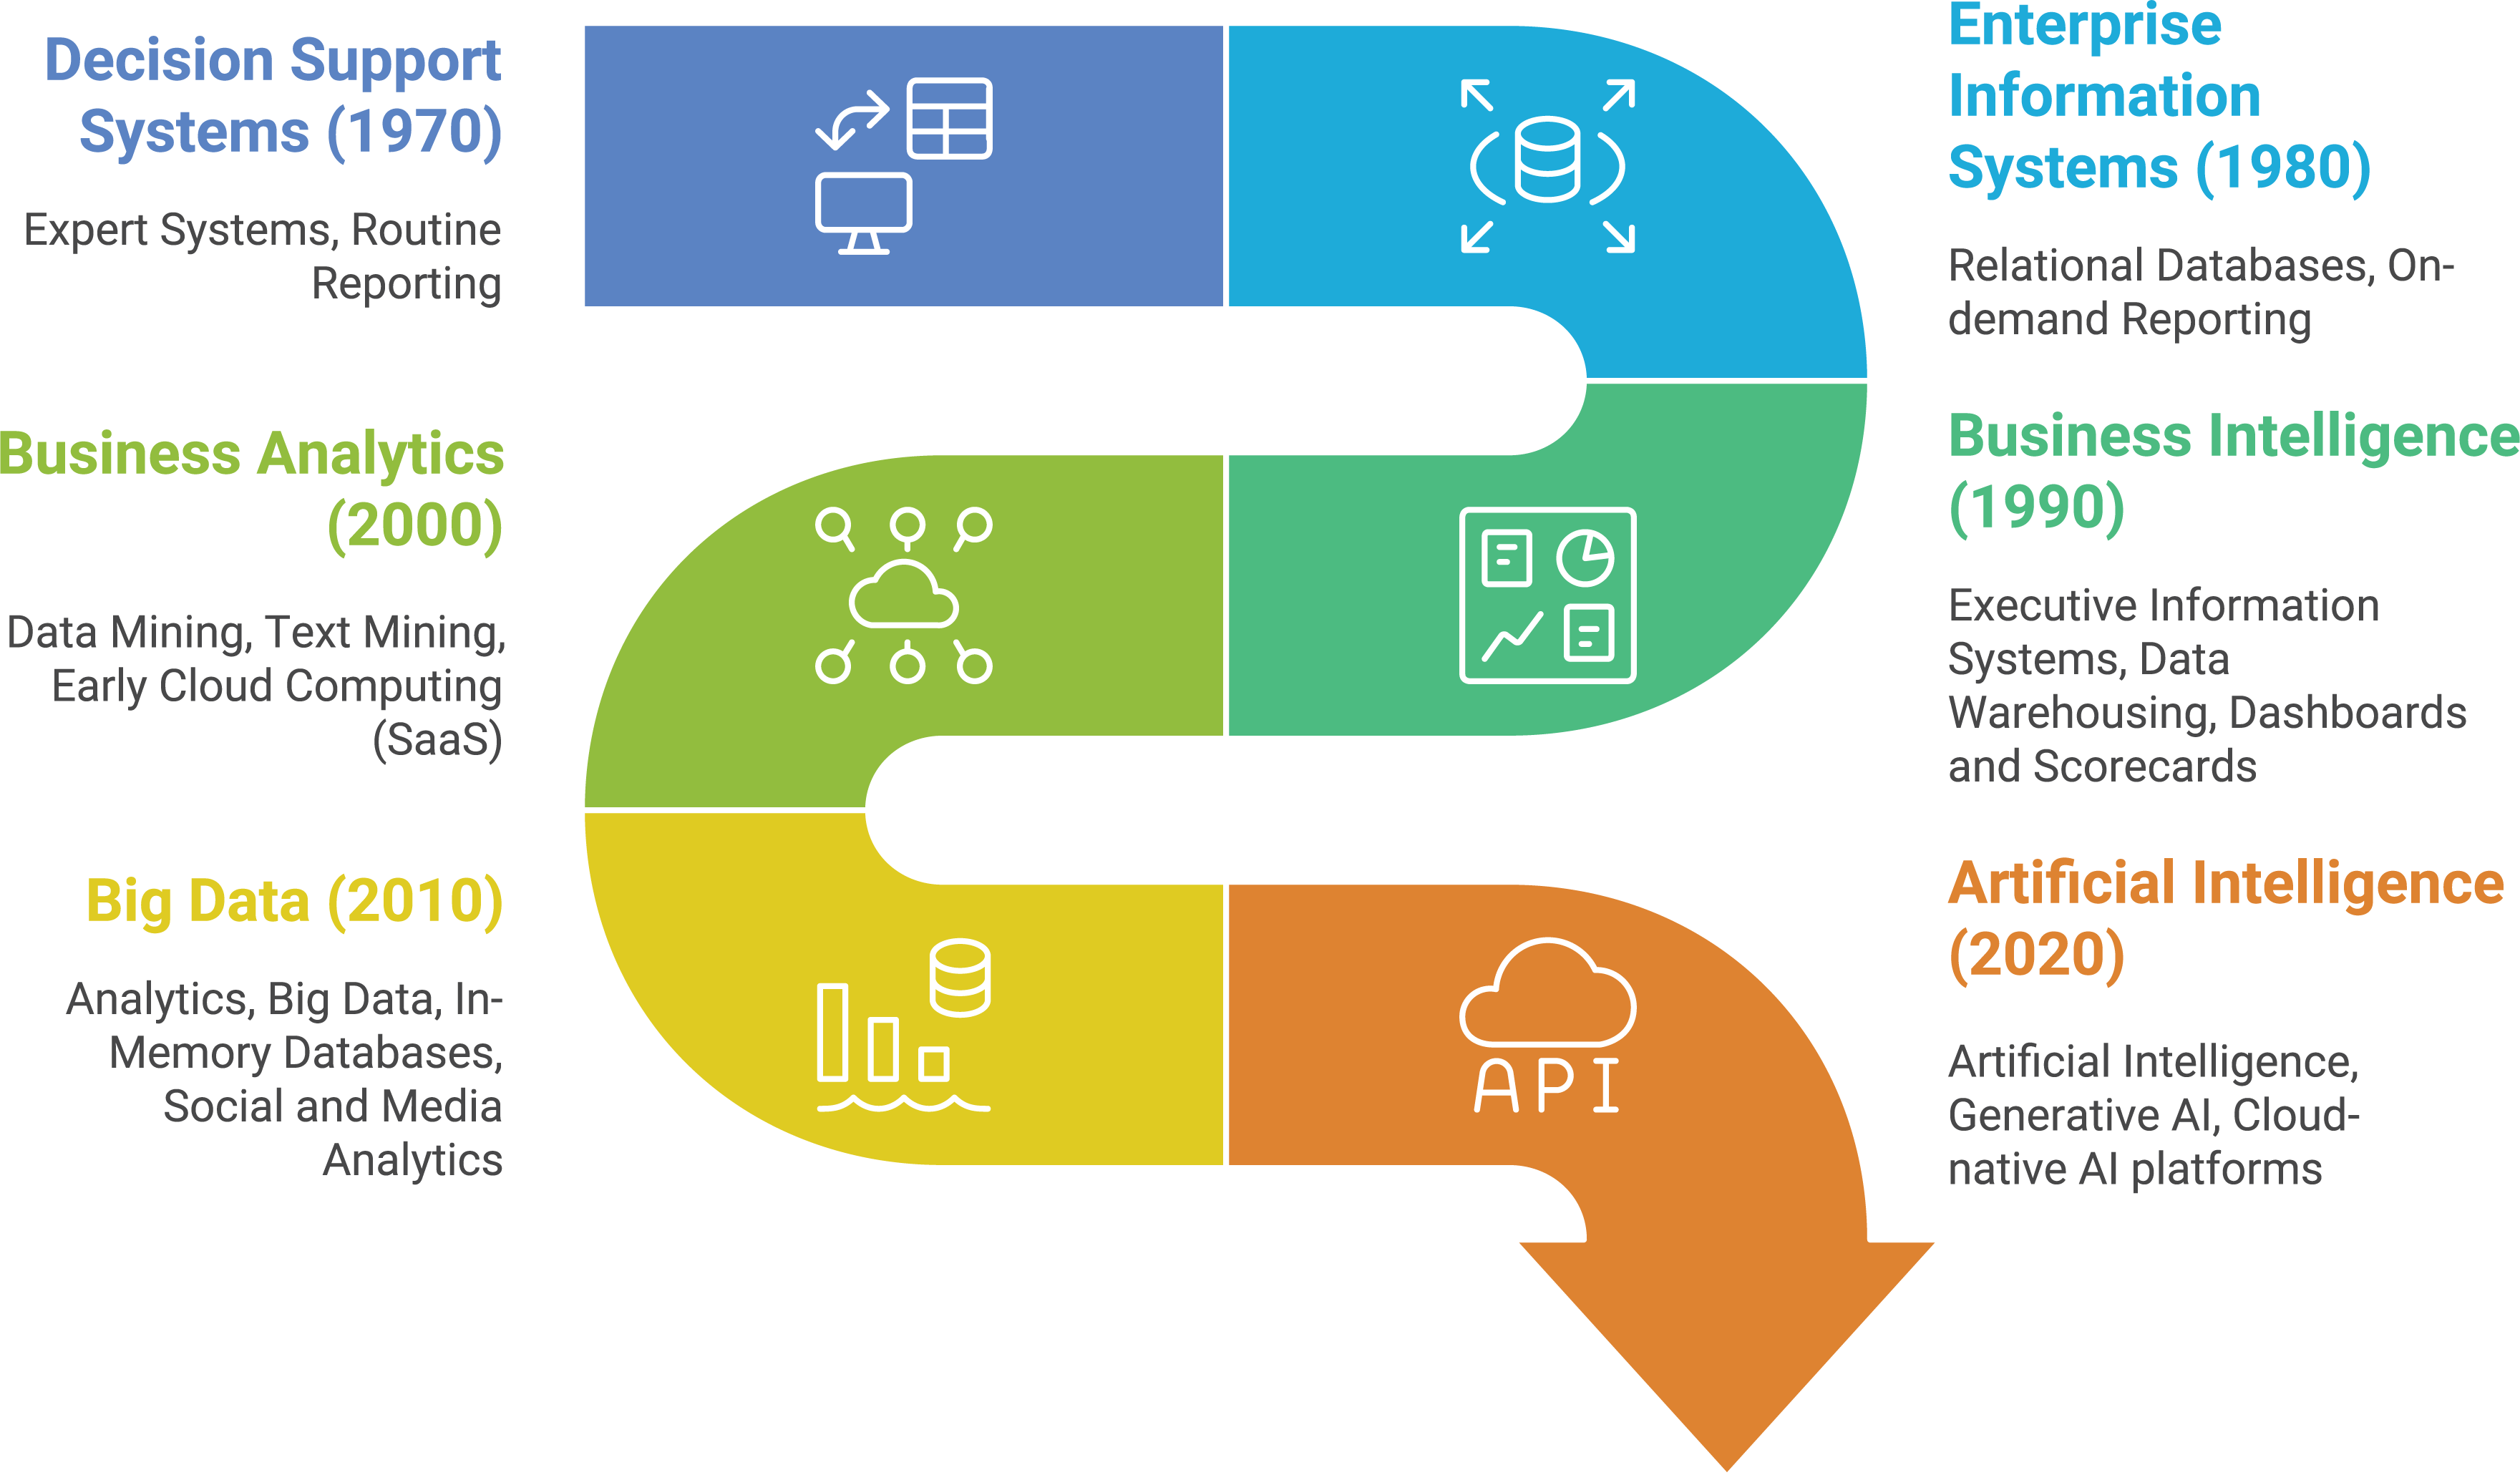 Decision Support
Systems (1970)
Expert Systems, Routine
Reporting
Enterprise
Information
Systems (1980)
Relational Databases, On-
demand Reporting
Business Intelligence
(1990)
Executive Information
Systems, Data
Warehousing, Dashboards
and Scorecards
Business Analytics
(2000)
Data Mining, Text Mining,
Early Cloud Computing
(SaaS)
Big Data (2010)
Analytics, Big Data, In-
Memory Databases,
Social and Media
Analytics
Artificial Intelligence
(2020)
Artificial Intelligence,
Generative AI, Cloud-
native AI platforms
API